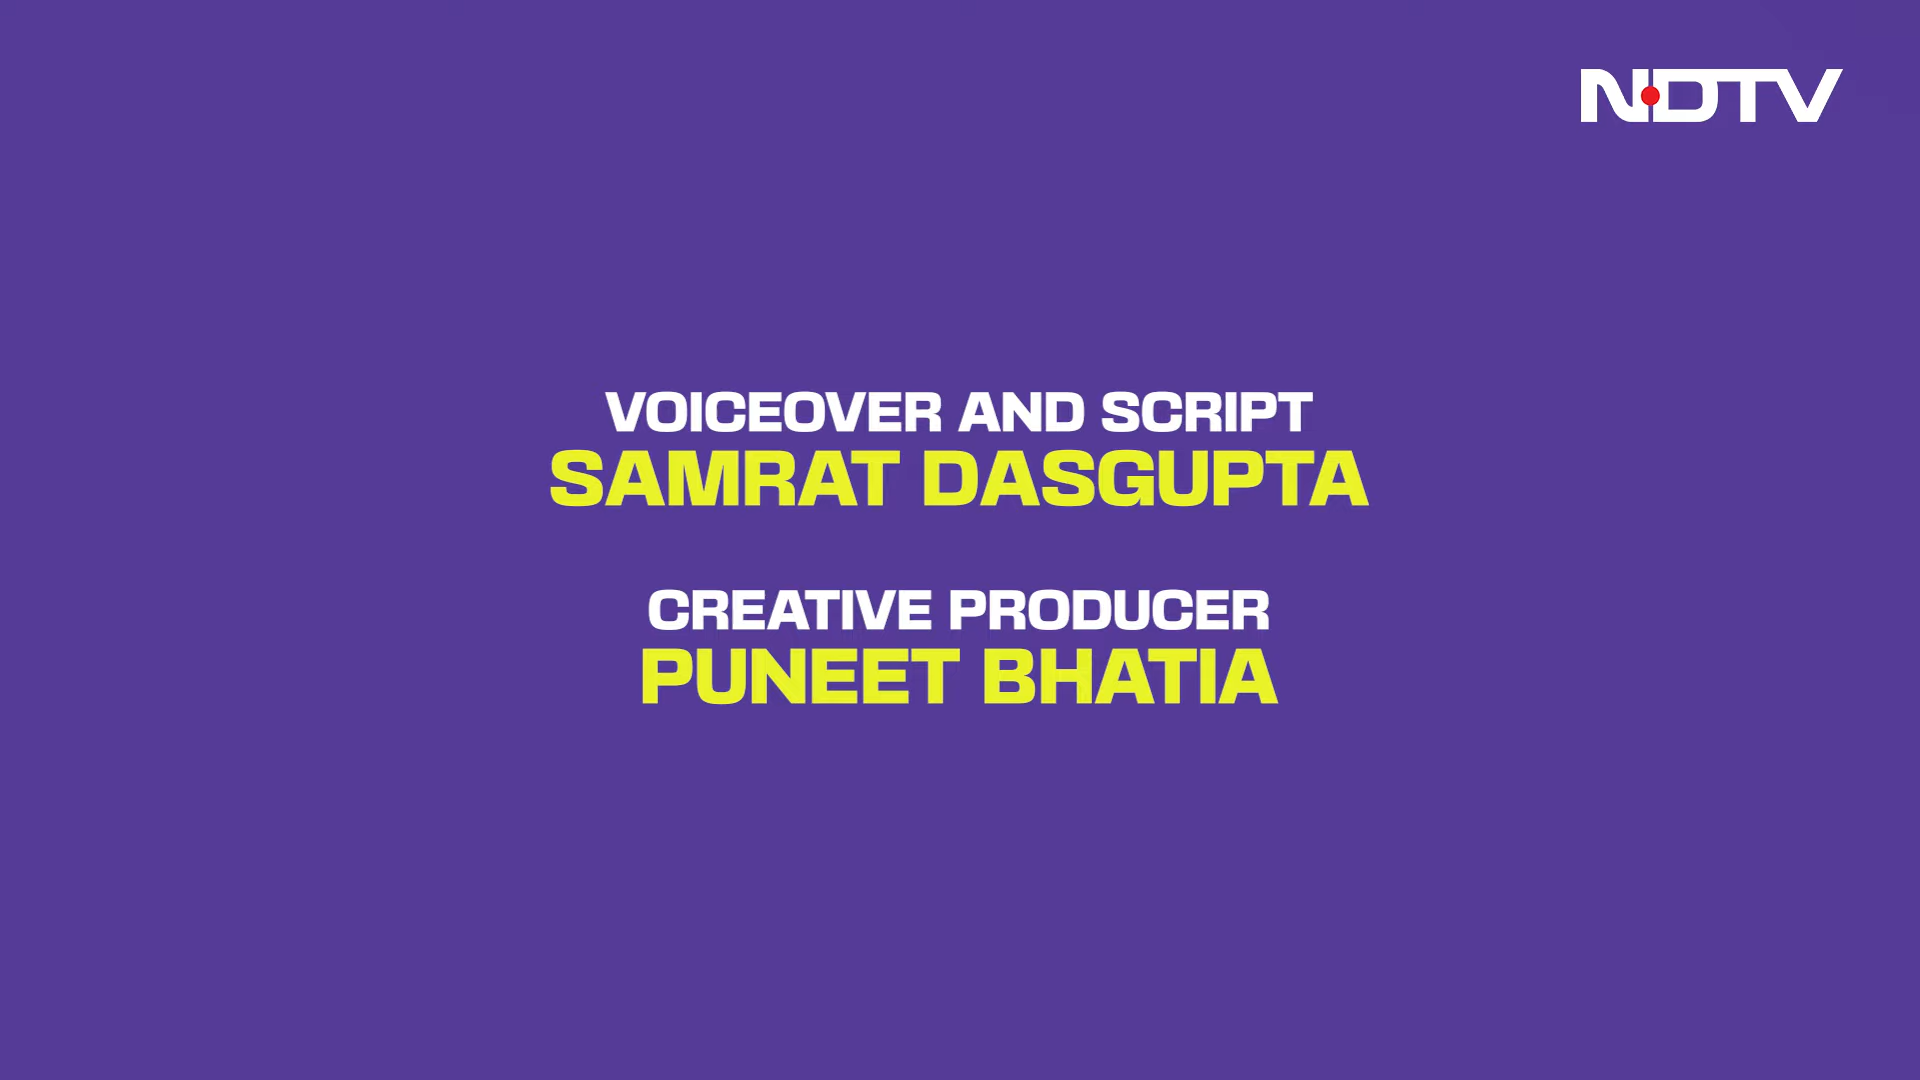 NDTV
VOICEOVER AND SCRIPT
SAMRAT DASGUPTA
CREATIVE PRODUCER
PUNEET BHATIA